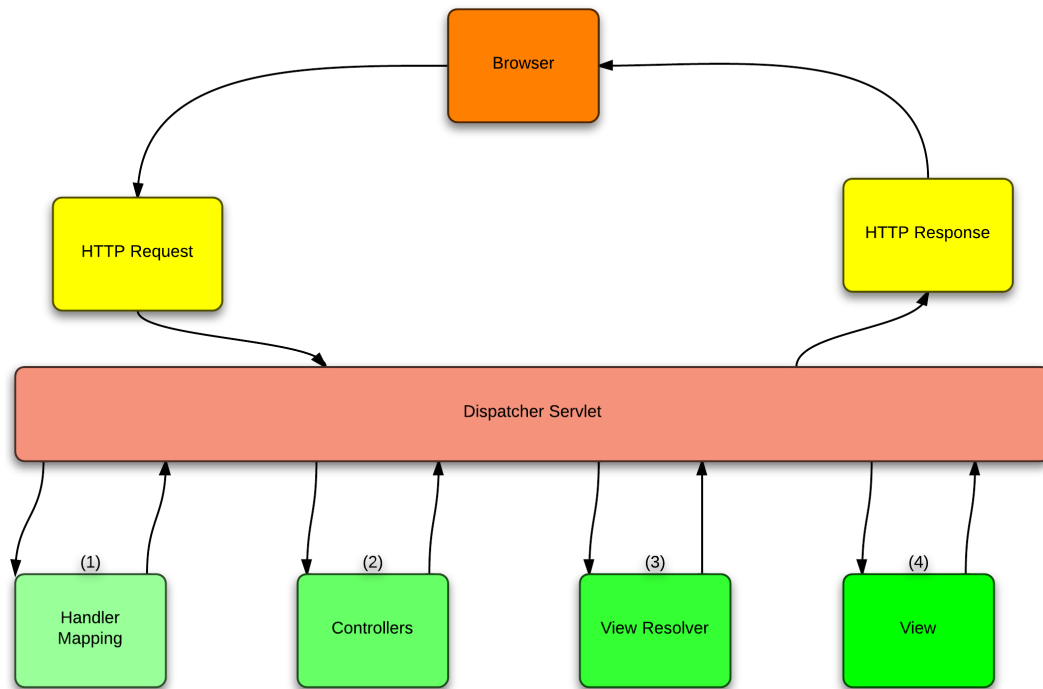 Browser
HTTP Request
HTTP Response
Dispatcher Servlet
(1)
(2)
(3)
(4)
Handler
Mapping
Controllers
View Resolver
View